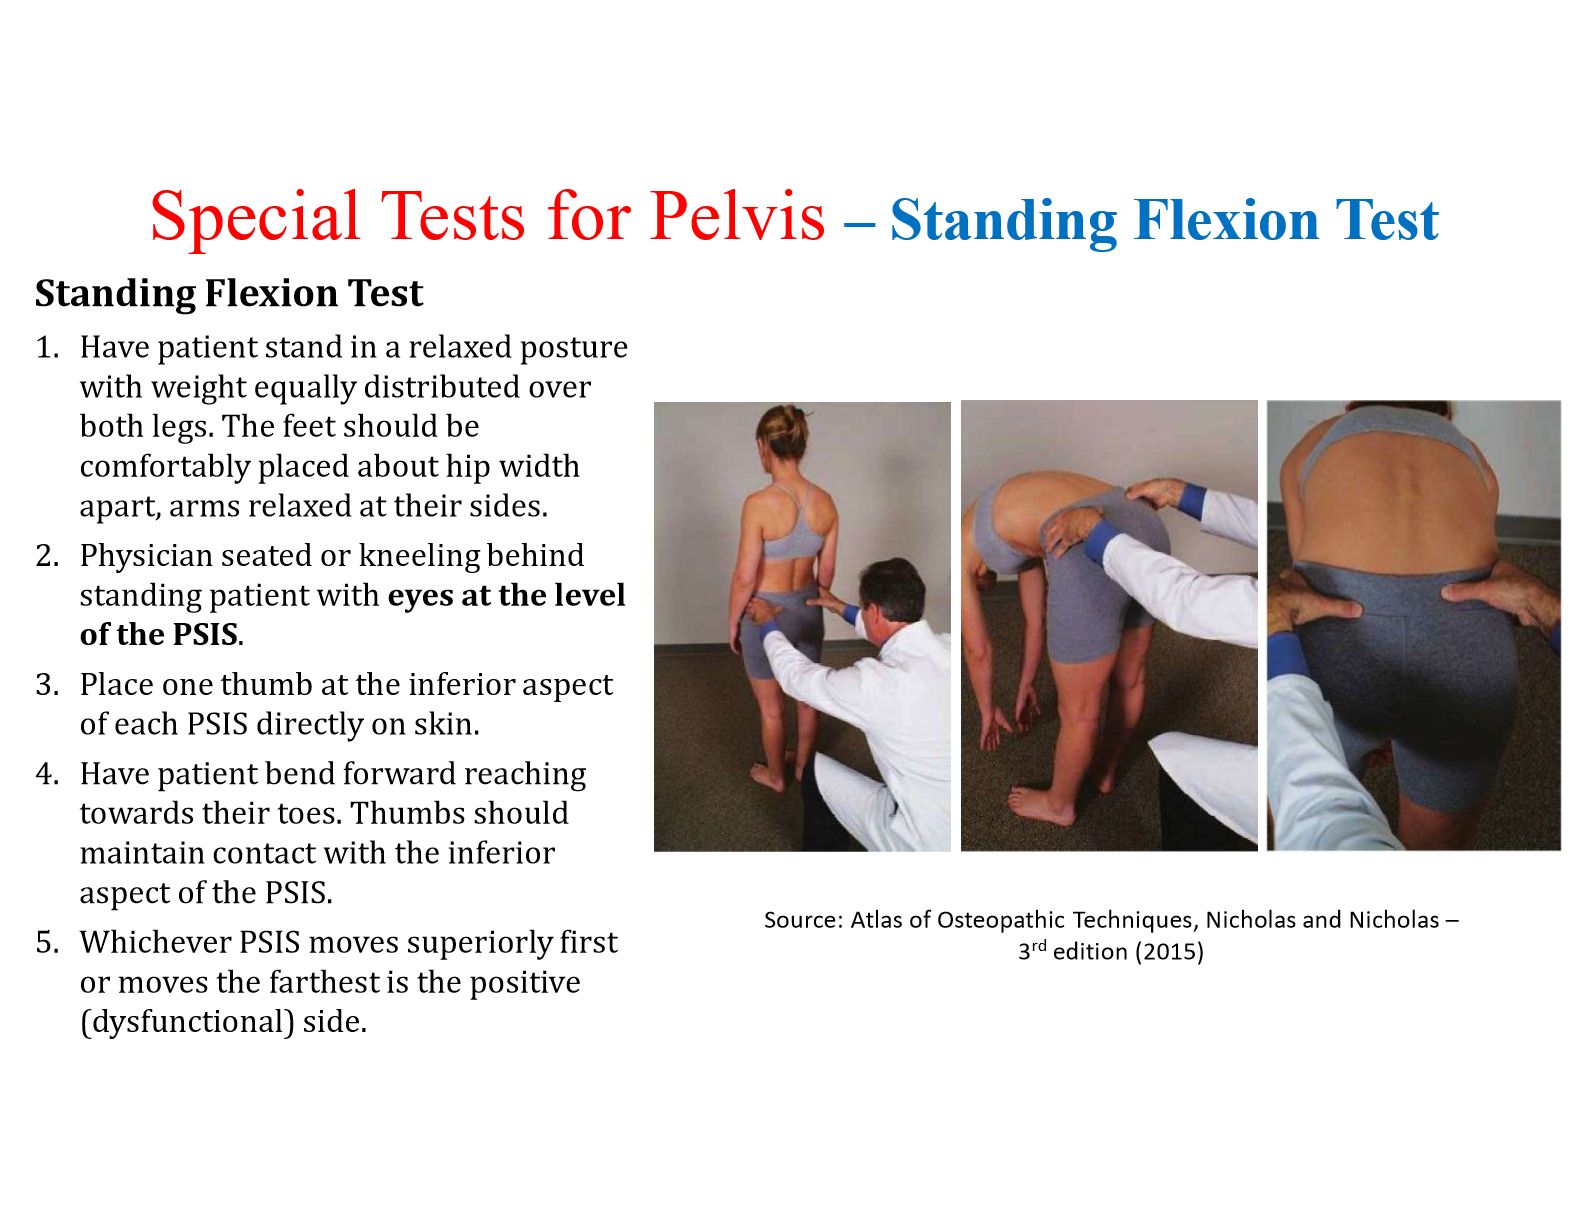 Special Tests for Pelvis – Standing Flexion Test
Standing Flexion Test
1. Have patient stand in a relaxed posture
with weight equally distributed over
both legs. The feet should be
comfortably placed about hip width
apart, arms relaxed at their sides.
2. Physician seated or kneeling behind
standing patient with eyes at the level
of the PSIS.
3. Place one thumb at the inferior aspect
of each PSIS directly on skin.
4. Have patient bend forward reaching
towards their toes. Thumbs should
maintain contact with the inferior
aspect of the PSIS.
5. Whichever PSIS moves superiorly first
or moves the farthest is the positive
(dysfunctional) side.
Source: Atlas of Osteopathic Techniques, Nicholas and Nicholas –
3rd edition (2015)